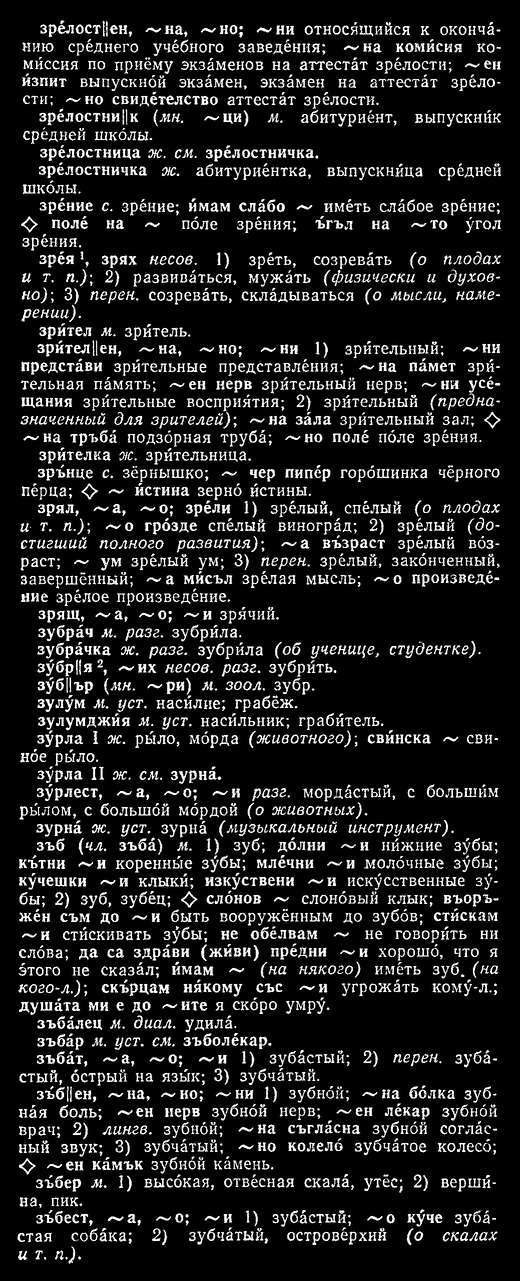 зре́лост||ен, ~на, ~но; ~ни относя́щийся к оконча́-
нию сре́днего уче́бного заведе́ния; ~на коми́сия ко-
ми́ссия по приёму экза́менов на аттеста́т зре́лости; ~ен
и́зпит выпускно́й экза́мен, экза́мен на аттеста́т зре́ло-
сти; ~но свиде́телство аттеста́т зре́лости.
зре́лостни||к (мн. ~ци) м. абитурие́нт, выпускни́к
сре́дней шко́лы.
зре́лостница ж. см. зре́лостничка.
зре́лостничка ж. абитурие́нтка, выпускни́ца сре́дней
шко́лы.
зре́ние с. зре́ние; и́мам сла́бо ~ име́ть сла́бое зре́ние;
◇ поле́ на ~ по́ле зре́ния; ъ́гъл на ~то у́гол
зре́ния.
зре́я¹, зрях несов. 1) зреть, созрева́ть (о плодах
и т. п.); 2) развива́ться, мужа́ть (физически и духов-
но); 3) перен. созрева́ть, скла́дываться (о мысли, наме-
рении).
зри́тел м. зри́тель.
зри́тел||ен, ~на, ~но; ~ни 1) зри́тельный; ~ни
предста́ви зри́тельные представле́ния; ~на па́мет зри́-
тельная па́мять; ~ен нерв зри́тельный нерв; ~ни усе́-
щания зри́тельные восприя́тия; 2) зри́тельный (предна-
значенный для зрителей); ~на за́ла зри́тельный зал; ◇
~на тръба́ подзо́рная труба́; ~но поле́ по́ле зре́ния.
зри́телка ж. зри́тельница.
зръ́нце с. зёрнышко; ~ чер пипе́р горо́шинка чёрного
пе́рца; ◇ ~ и́стина зерно́ и́стины.
зрял, ~а, ~о; зре́ли 1) зре́лый, спе́лый (о плодах
и т. п.); ~о гро́зде спе́лый виногра́д; 2) зре́лый (до-
стигший полного развития); ~а въ́зраст зре́лый во́з-
раст; ~ ум зре́лый ум; 3) перен. зре́лый, зако́нченный,
завершённый; ~а ми́съл зре́лая мысль; ~о произведе́-
ние зре́лое произведе́ние.
зрящ, ~а, ~о; ~и зря́чий.
зубра́ч м. разг. зубри́ла.
зубра́чка ж. разг. зубри́ла (об ученице, студентке).
зу́бр||я², ~их несов. разг. зубри́ть.
зу́б||ър (мн. ~ри) м. зоол. зубр.
зулу́м м. уст. наси́лие; грабёж.
зулумджи́я м. уст. наси́льник; граби́тель.
зу́рла I ж. ры́ло, мо́рда (животного); сви́нска ~ сви-
но́е ры́ло.
зу́рла II ж. см. зурна́.
зу́рлест, ~а, ~о; ~и разг. морда́стый, с больши́м
ры́лом, с большо́й мо́рдой (о животных).
зурна́ ж. уст. зурна́ (музыкальный инструмент).
зъб (чл. зъба́) м. 1) зуб; до́лни ~и ни́жние зу́бы;
къ́тни ~и коренны́е зу́бы; мле́чни ~и моло́чные зу́бы;
ку́чешки ~и клыки́; изку́ствени ~и иску́сственные зу́-
бы; 2) зуб, зубе́ц; ◇ сло́нов ~ слоно́вый клык; въоръ-
же́н съм до ~и быть вооружённым до зубо́в; сти́скам
~и сти́скивать зу́бы; не обе́лвам ~ не говори́ть ни
сло́ва; да са здра́ви (жи́ви) пре́дни ~и хорошо́, что я
э́того не сказа́л; и́мам ~ (на някого) име́ть зуб (на
кого-л.); скъ́рцам ня́кому със ~и угрожа́ть кому́-л.;
душа́та ми е до ~ите я ско́ро умру́.
зъба́лец м. диал. удила́.
зъба́р м. уст. см. зъболе́кар.
зъба́т, ~а, ~о; ~и 1) зуба́стый; 2) перен. зуба́-
стый, о́стрый на язы́к; 3) зубча́тый.
зъ́б||ен, ~на, ~но; ~ни 1) зубно́й; ~на бо́лка зуб-
на́я боль; ~ен нерв зубно́й нерв; ~ен ле́кар зубно́й
врач; 2) лингв. зубно́й; ~на съгла́сна зубно́й соглас́-
ный звук; 3) зубча́тый; ~но колело́ зубча́тое колесо́;
◇ ~ен ка́мък зубно́й ка́мень.
зъ́бер м. 1) высо́кая, отве́сная скала́, утёс; 2) верши́-
на, пик.
зъ́бест, ~а, ~о; ~и 1) зуба́стый; ~о ку́че зуба́-
стая соба́ка; 2) зубча́тый, островерхий (о скалах
и т. п.).